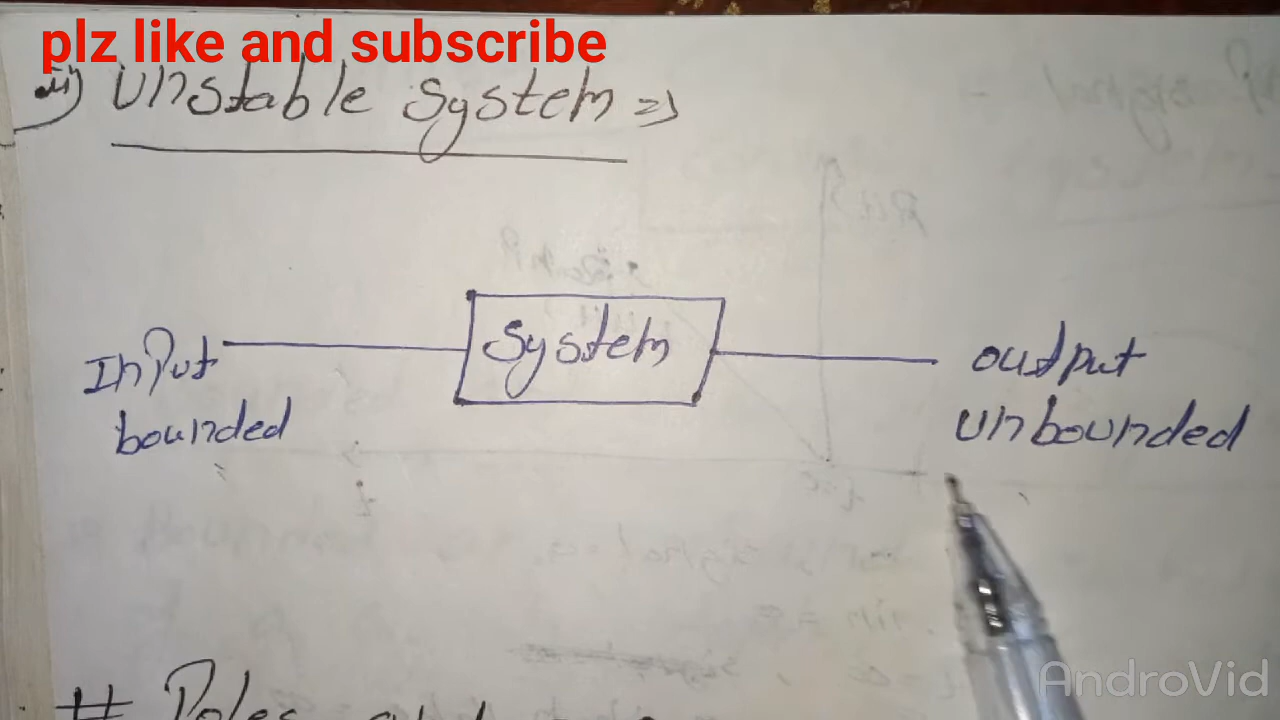 plz like and subscribe
iii) Unstable System =>
System
Input
bounded
output
unbounded
# Poles
AndroVid